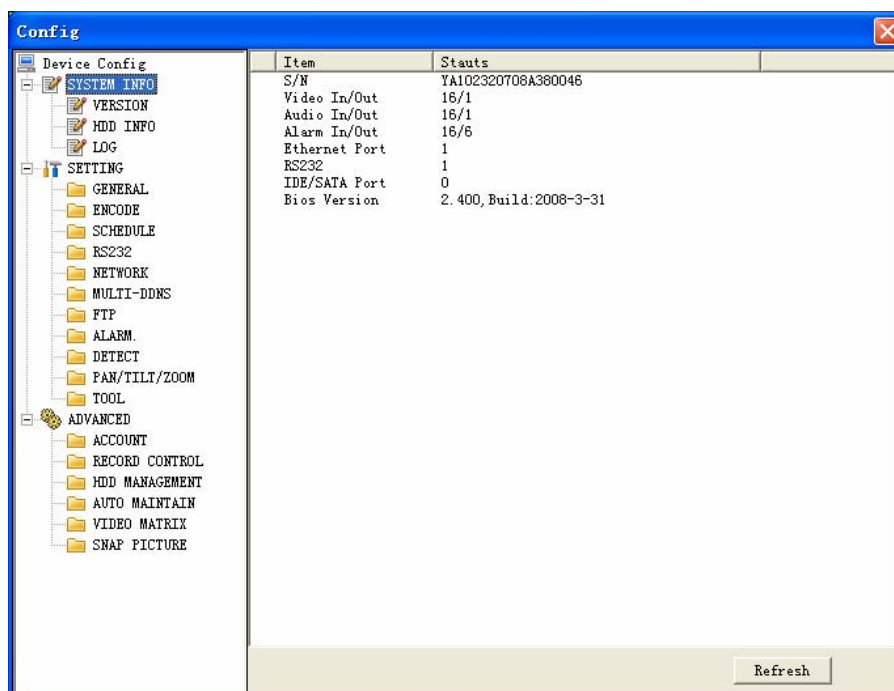 Config
Device Config
SYSTEM INFO
VERSION
HDD INFO
LOG
SETTING
GENERAL
ENCODE
SCHEDULE
RS232
NETWORK
MULTI-DDNS
FTP
ALARM.
DETECT
PAN/TILT/ZOOM
TOOL
ADVANCED
ACCOUNT
RECORD CONTROL
HDD MANAGEMENT
AUTO MAINTAIN
VIDEO MATRIX
SNAP PICTURE
Item Stauts
S/N YA102320708A380046
Video In/Out 16/1
Audio In/Out 16/1
Alarm In/Out 16/6
Ethernet Port 1
RS232 1
IDE/SATA Port 0
Bios Version 2.400,Build:2008-3-31
Refresh